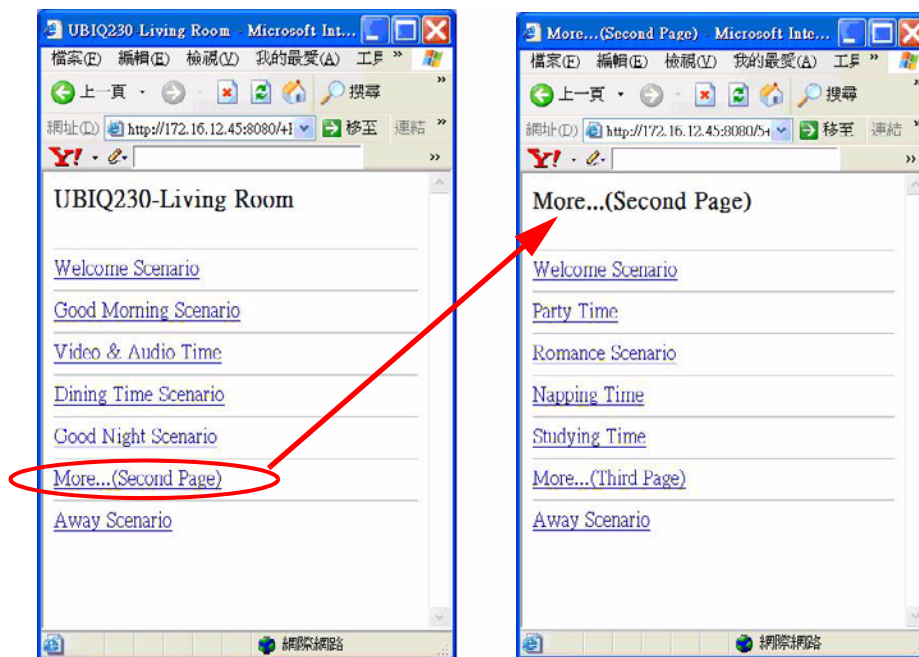 UBIQ230-Living Room - Microsoft Int...
檔案(F) 編輯(E) 檢視(V) 我的最愛(A) 工具 »
上一頁 搜尋 »
網址(D) http://172.16.12.45:8080/+I 移至 連結 »
Y! »
UBIQ230-Living Room
Welcome Scenario
Good Morning Scenario
Video & Audio Time
Dining Time Scenario
Good Night Scenario
More...(Second Page)
Away Scenario
網際網路
More...(Second Page) - Microsoft Inte...
檔案(F) 編輯(E) 檢視(V) 我的最愛(A) 工具 »
上一頁 搜尋 »
網址(D) http://172.16.12.45:8080/5+ 移至 連結 »
Y! »
More...(Second Page)
Welcome Scenario
Party Time
Romance Scenario
Napping Time
Studying Time
More...(Third Page)
Away Scenario
網際網路